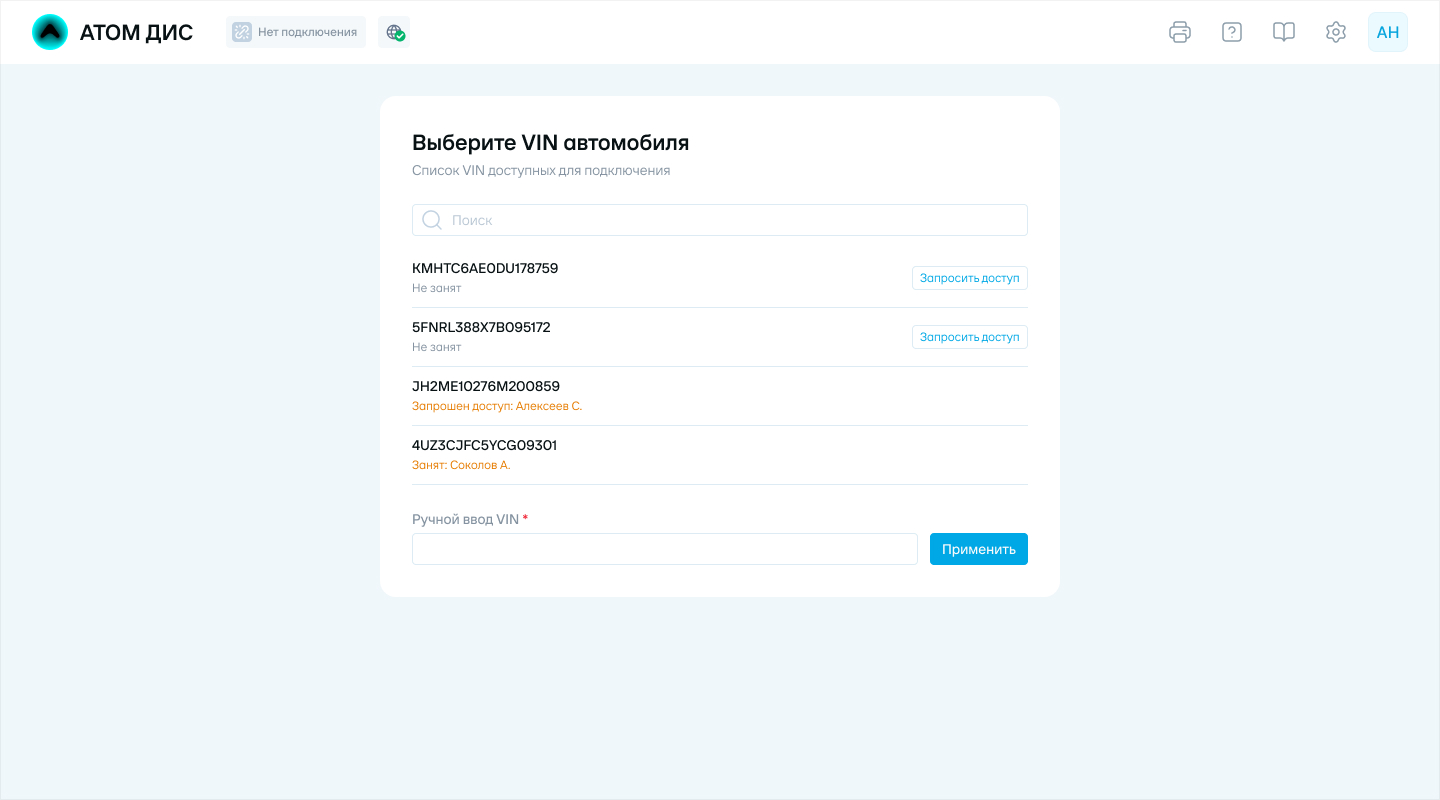 АТОМ ДИС
Нет подключения
АН
Выберите VIN автомобиля
Список VIN доступных для подключения
Поиск
KMHTC6AE0DU178759
Не занят
Запросить доступ
5FNRL388X7B095172
Не занят
Запросить доступ
JH2ME10276M200859
Запрошен доступ: Алексеев С.
4UZ3CJFC5YCG09301
Занят: Соколов А.
Ручной ввод VIN *
Применить